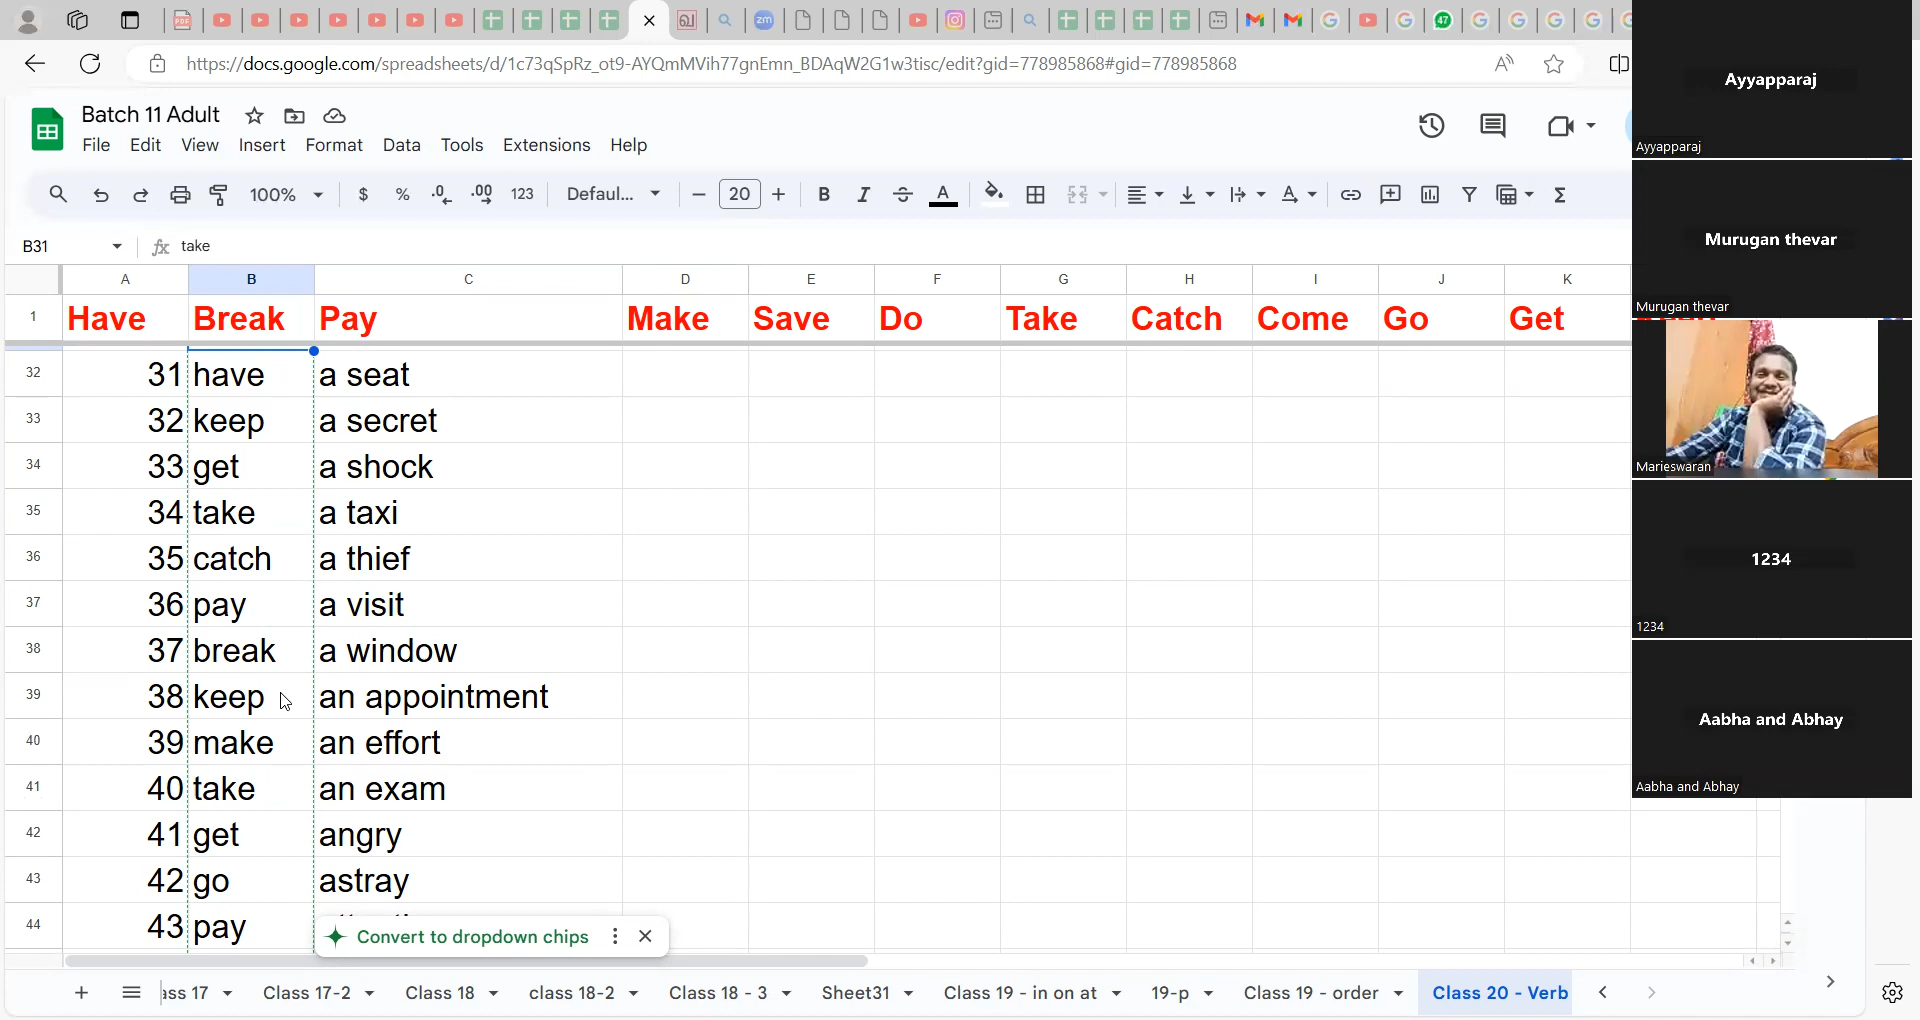 https://docs.google.com/spreadsheets/d/1c73qSpRz_ot9-AYQmMVih77gnEmn_BDAqW2G1w3tisc/edit?gid=778985868#gid=778985868
Batch 11 Adult
File Edit View Insert Format Data Tools Extensions Help
100% $ % .0 .00 123 Defaul... 20 B I A
B31 fx take
A B C D E F G H I J K
1 Have Break Pay Make Save Do Take Catch Come Go Get
32 31 have a seat
33 32 keep a secret
34 33 get a shock
35 34 take a taxi
36 35 catch a thief
37 36 pay a visit
38 37 break a window
39 38 keep an appointment
40 39 make an effort
41 40 take an exam
42 41 get angry
43 42 go astray
44 43 pay
Convert to dropdown chips
ass 17 Class 17-2 Class 18 class 18-2 Class 18 - 3 Sheet31 Class 19 - in on at 19-p Class 19 - order Class 20 - Verb
Ayyapparaj
Ayyapparaj
Murugan thevar
Murugan thevar
Marieswaran
1234
1234
Aabha and Abhay
Aabha and Abhay